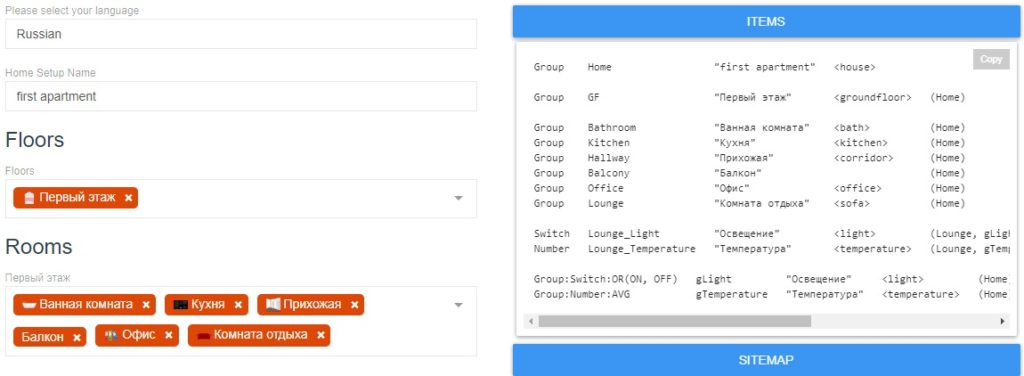 Please select your language
Russian
Home Setup Name
first apartment
Floors
Floors
Первый этаж ×
Rooms
Первый этаж
Ванная комната × Кухня × Прихожая ×
Балкон × Офис × Комната отдыха ×
ITEMS
Copy
Group Home "first apartment" <house>
Group GF "Первый этаж" <groundfloor> (Home)
Group Bathroom "Ванная комната" <bath> (Home)
Group Kitchen "Кухня" <kitchen> (Home)
Group Hallway "Прихожая" <corridor> (Home)
Group Balcony "Балкон" (Home)
Group Office "Офис" <office> (Home)
Group Lounge "Комната отдыха" <sofa> (Home)
Switch Lounge_Light "Освещение" <light> (Lounge, gLigh
Number Lounge_Temperature "Температура" <temperature> (Lounge, gTemp
Group:Switch:OR(ON, OFF) gLight "Освещение" <light> (Home
Group:Number:AVG gTemperature "Температура" <temperature> (Home
SITEMAP